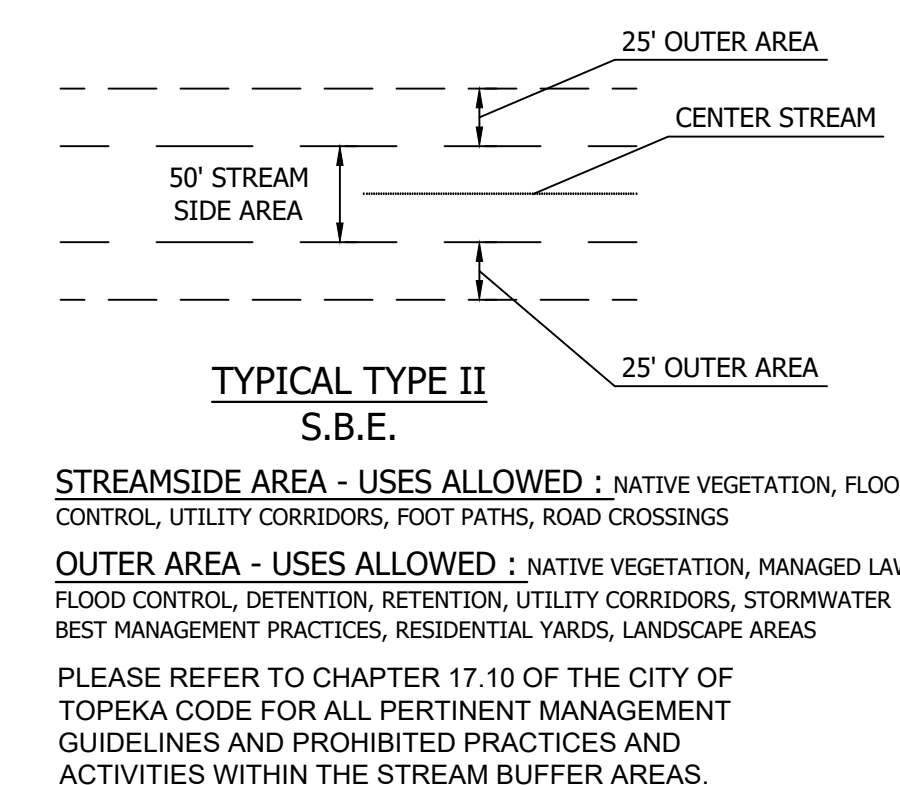 25' OUTER AREA
CENTER STREAM
50' STREAM
SIDE AREA
25' OUTER AREA
TYPICAL TYPE II
S.B.E.
STREAMSIDE AREA - USES ALLOWED : NATIVE VEGETATION, FLOO
CONTROL, UTILITY CORRIDORS, FOOT PATHS, ROAD CROSSINGS
OUTER AREA - USES ALLOWED : NATIVE VEGETATION, MANAGED LAW
FLOOD CONTROL, DETENTION, RETENTION, UTILITY CORRIDORS, STORMWATER
BEST MANAGEMENT PRACTICES, RESIDENTIAL YARDS, LANDSCAPE AREAS
PLEASE REFER TO CHAPTER 17.10 OF THE CITY OF
TOPEKA CODE FOR ALL PERTINENT MANAGEMENT
GUIDELINES AND PROHIBITED PRACTICES AND
ACTIVITIES WITHIN THE STREAM BUFFER AREAS.